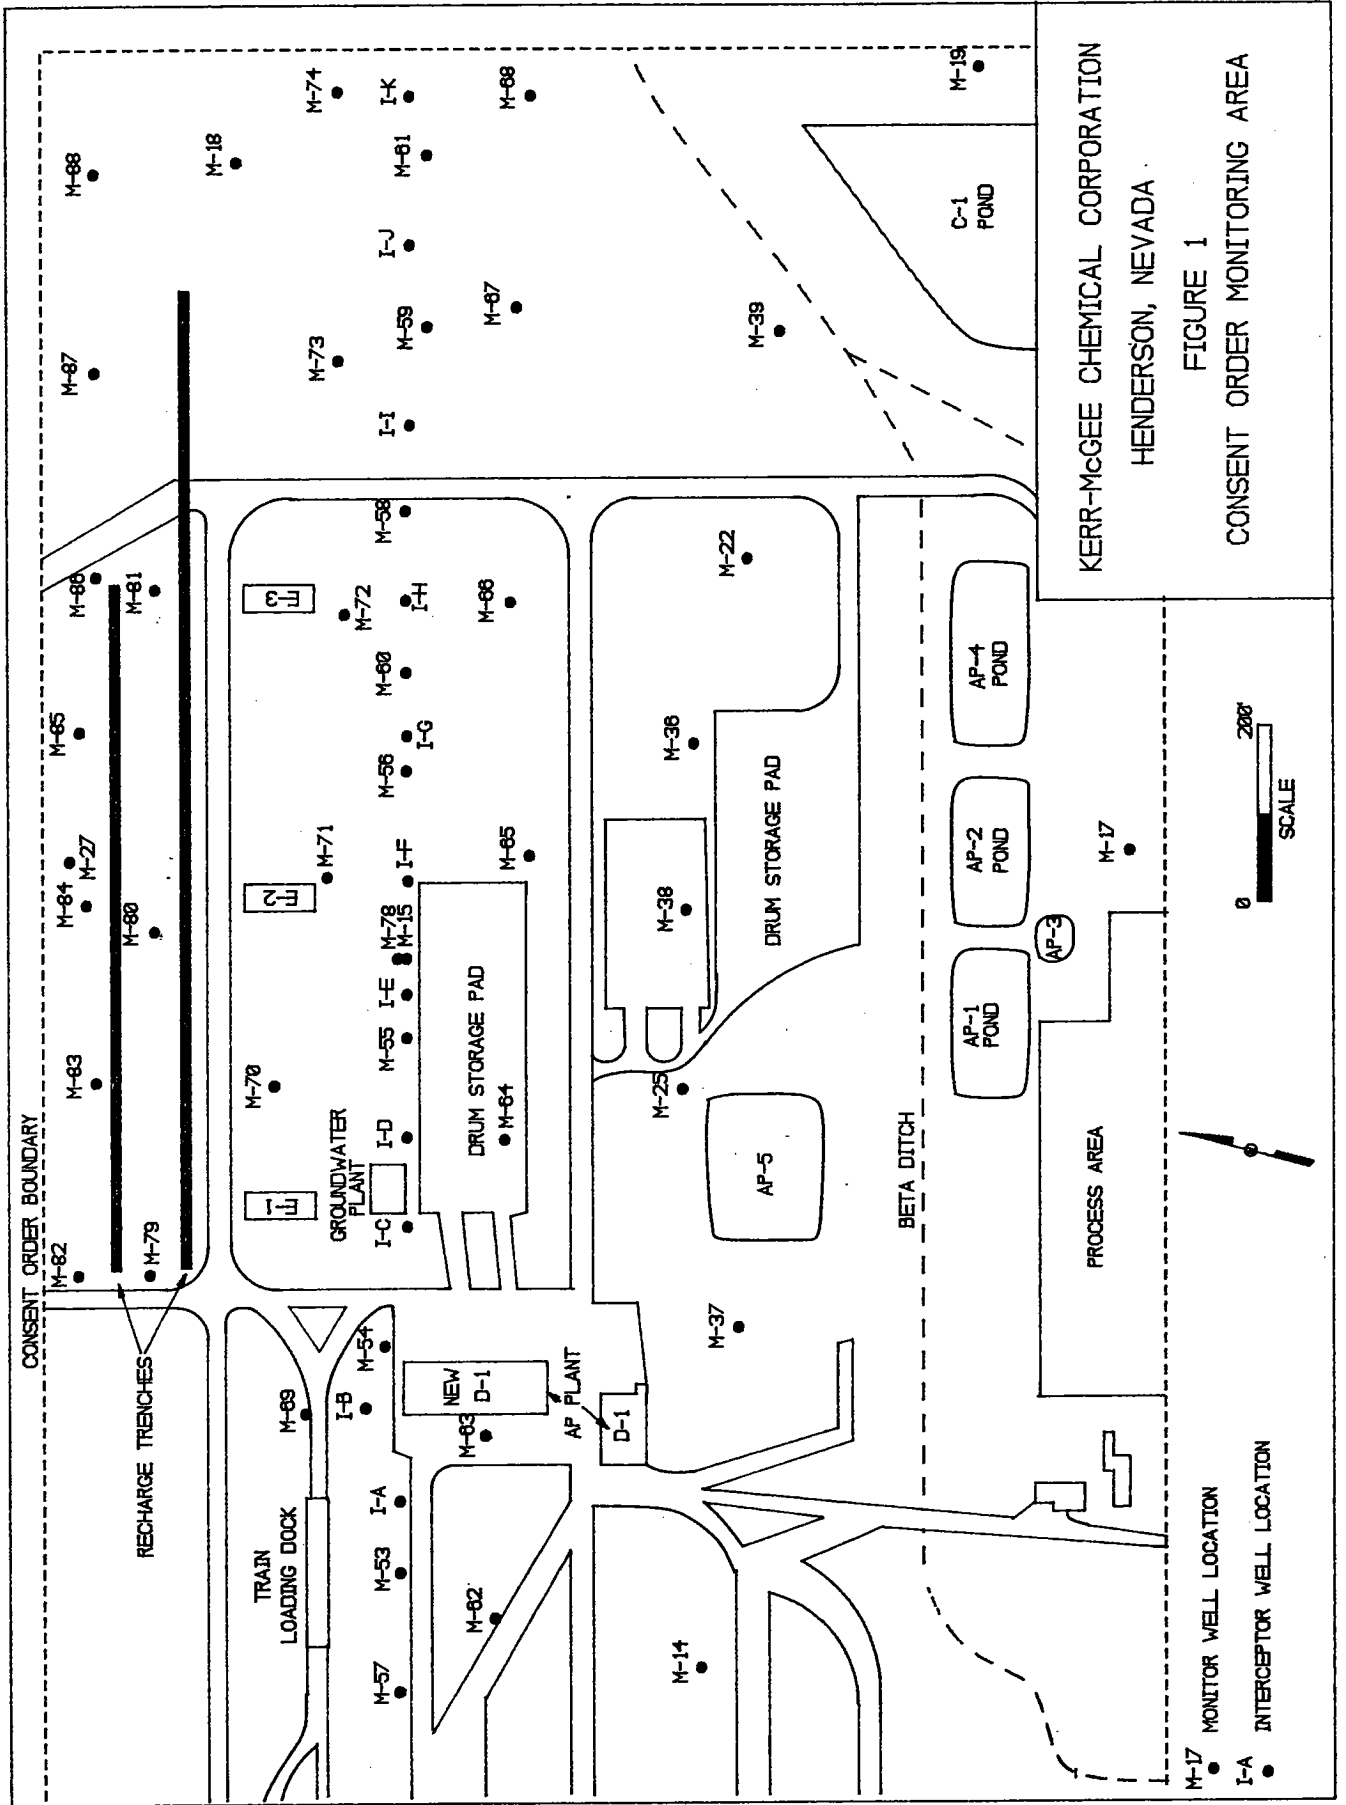 CONSENT ORDER BOUNDARY
M-82
M-83
M-84
M-27
M-85
M-86
M-87
M-88
M-79
M-80
M-81
M-18
RECHARGE TRENCHES
E-1
E-2
E-3
M-69
M-70
M-71
M-72
M-73
M-74
TRAIN
LOADING DOCK
GROUNDWATER
PLANT
M-57
M-53
I-A
I-B
M-54
I-C
I-D
M-55
I-E
M-78
M-15
I-F
M-56
I-G
M-60
I-H
M-58
I-I
M-59
I-J
M-61
I-K
M-62
M-63
NEW
D-1
DRUM STORAGE PAD
M-64
M-65
M-66
M-67
M-68
AP PLANT
D-1
M-14
M-37
M-25
M-38
M-36
M-22
M-39
AP-5
DRUM STORAGE PAD
BETA DITCH
AP-1
POND
AP-2
POND
AP-4
POND
AP-3
C-1
POND
M-19
PROCESS AREA
M-17
M-17 MONITOR WELL LOCATION
I-A INTERCEPTOR WELL LOCATION
0 200'
SCALE
KERR-McGEE CHEMICAL CORPORATION
HENDERSON, NEVADA
FIGURE 1
CONSENT ORDER MONITORING AREA